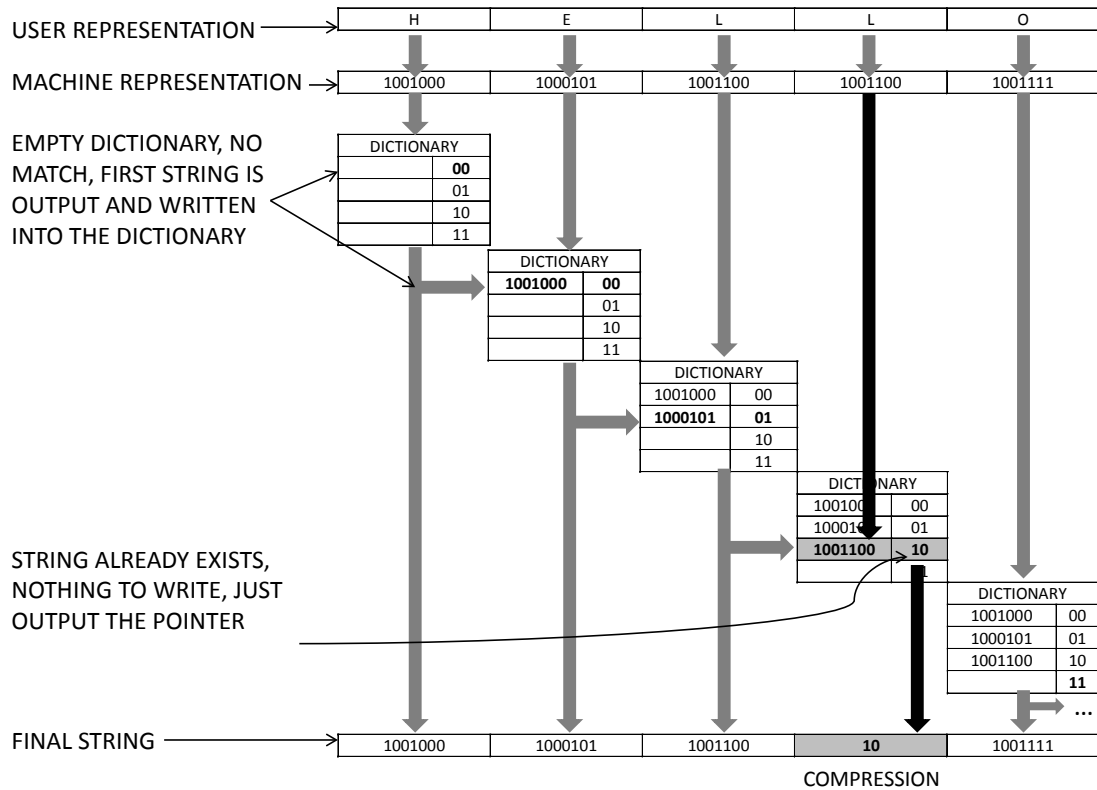 USER REPRESENTATION
H E L L O
MACHINE REPRESENTATION
1001000 1000101 1001100 1001100 1001111
EMPTY DICTIONARY, NO
MATCH, FIRST STRING IS
OUTPUT AND WRITTEN
INTO THE DICTIONARY
DICTIONARY
00
01
10
11
DICTIONARY
1001000 00
01
10
11
DICTIONARY
1001000 00
1000101 01
10
11
DICTIONARY
00
01
1001100 10
STRING ALREADY EXISTS,
NOTHING TO WRITE, JUST
OUTPUT THE POINTER
DICTIONARY
1001000 00
1000101 01
1001100 10
11
...
FINAL STRING
1001000 1000101 1001100 10 1001111
COMPRESSION